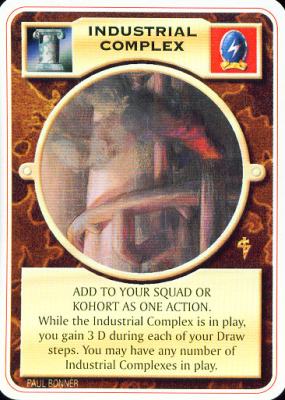 INDUSTRIAL
COMPLEX
ADD TO YOUR SQUAD OR
KOHORT AS ONE ACTION.
While the Industrial Complex is in play,
you gain 3 D during each of your Draw
steps. You may have any number of
Industrial Complexes in play.
PAUL BONNER